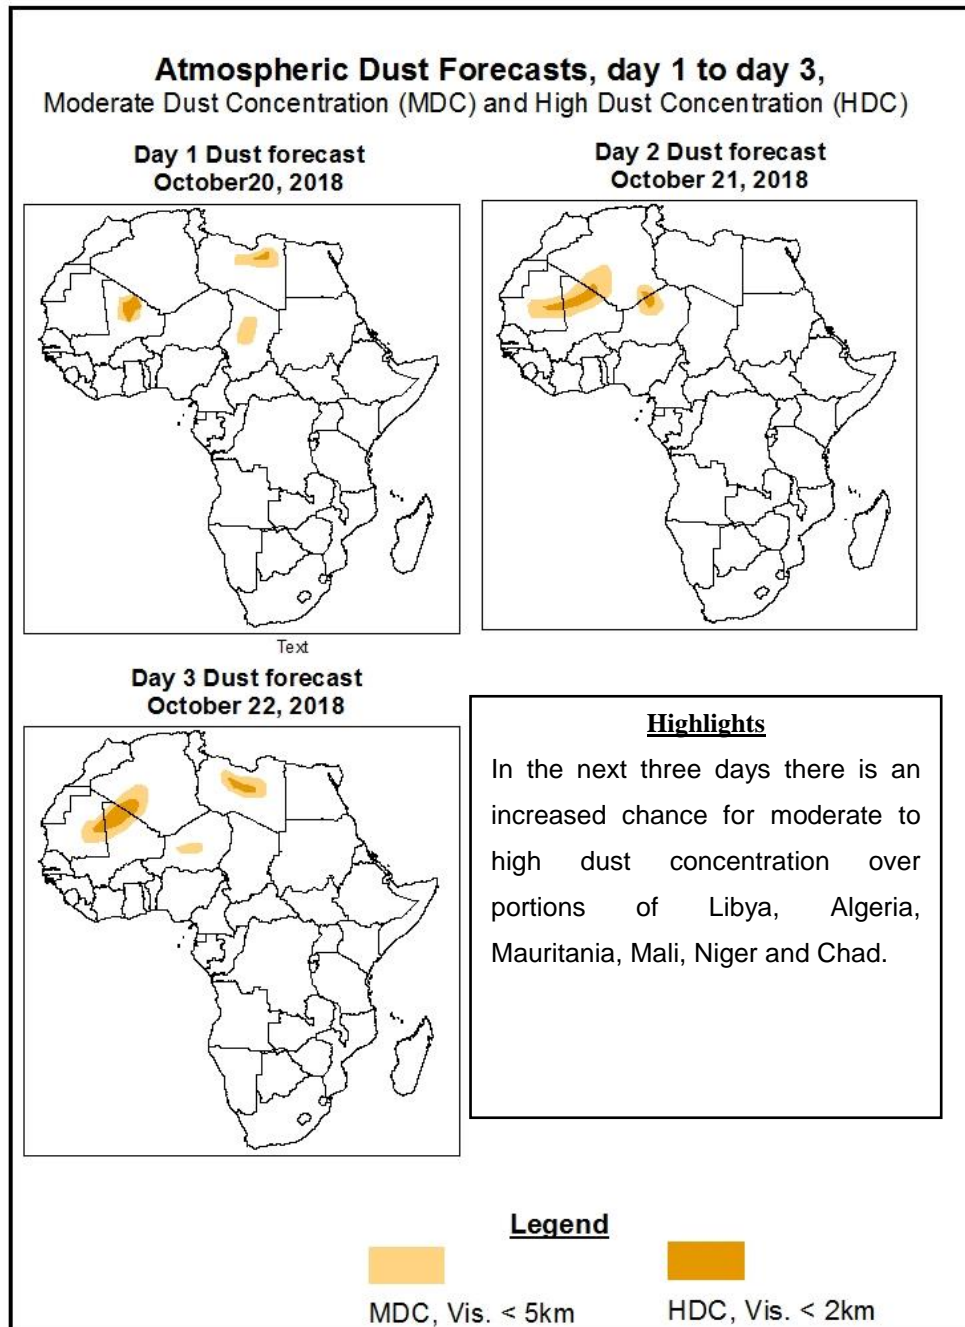 Atmospheric Dust Forecasts, day 1 to day 3,
Moderate Dust Concentration (MDC) and High Dust Concentration (HDC)
Day 1 Dust forecast
October20, 2018
Day 2 Dust forecast
October 21, 2018
Text
Day 3 Dust forecast
October 22, 2018
Highlights
In the next three days there is an
increased chance for moderate to
high dust concentration over
portions of Libya, Algeria,
Mauritania, Mali, Niger and Chad.
Legend
MDC, Vis. < 5km
HDC, Vis. < 2km